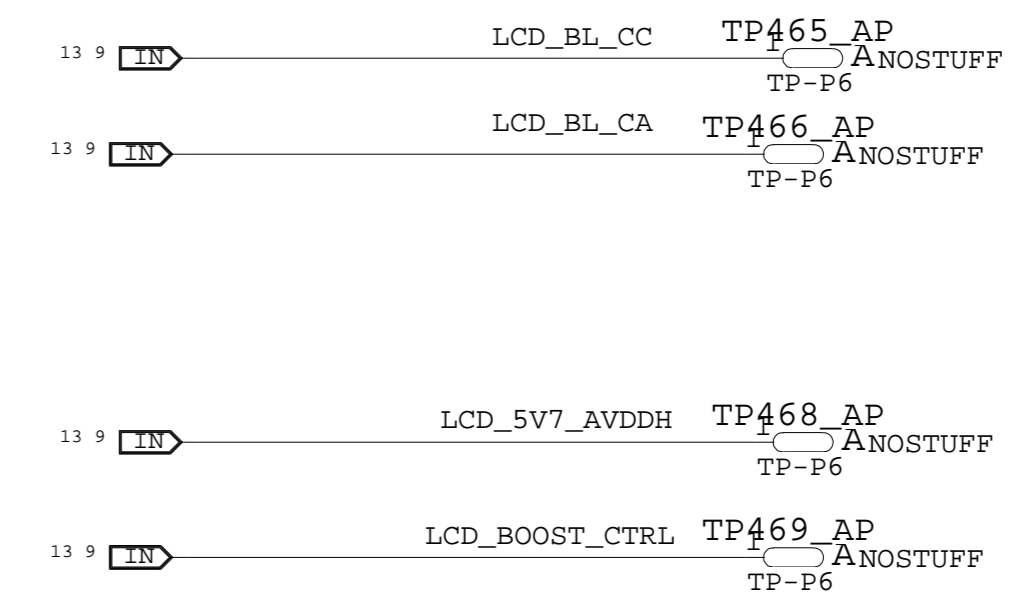 LCD_BL_CC TP465_AP
13 9 IN 1 A NOSTUFF
TP-P6
LCD_BL_CA TP466_AP
13 9 IN 1 A NOSTUFF
TP-P6
LCD_5V7_AVDDH TP468_AP
13 9 IN 1 A NOSTUFF
TP-P6
LCD_BOOST_CTRL TP469_AP
13 9 IN 1 A NOSTUFF
TP-P6